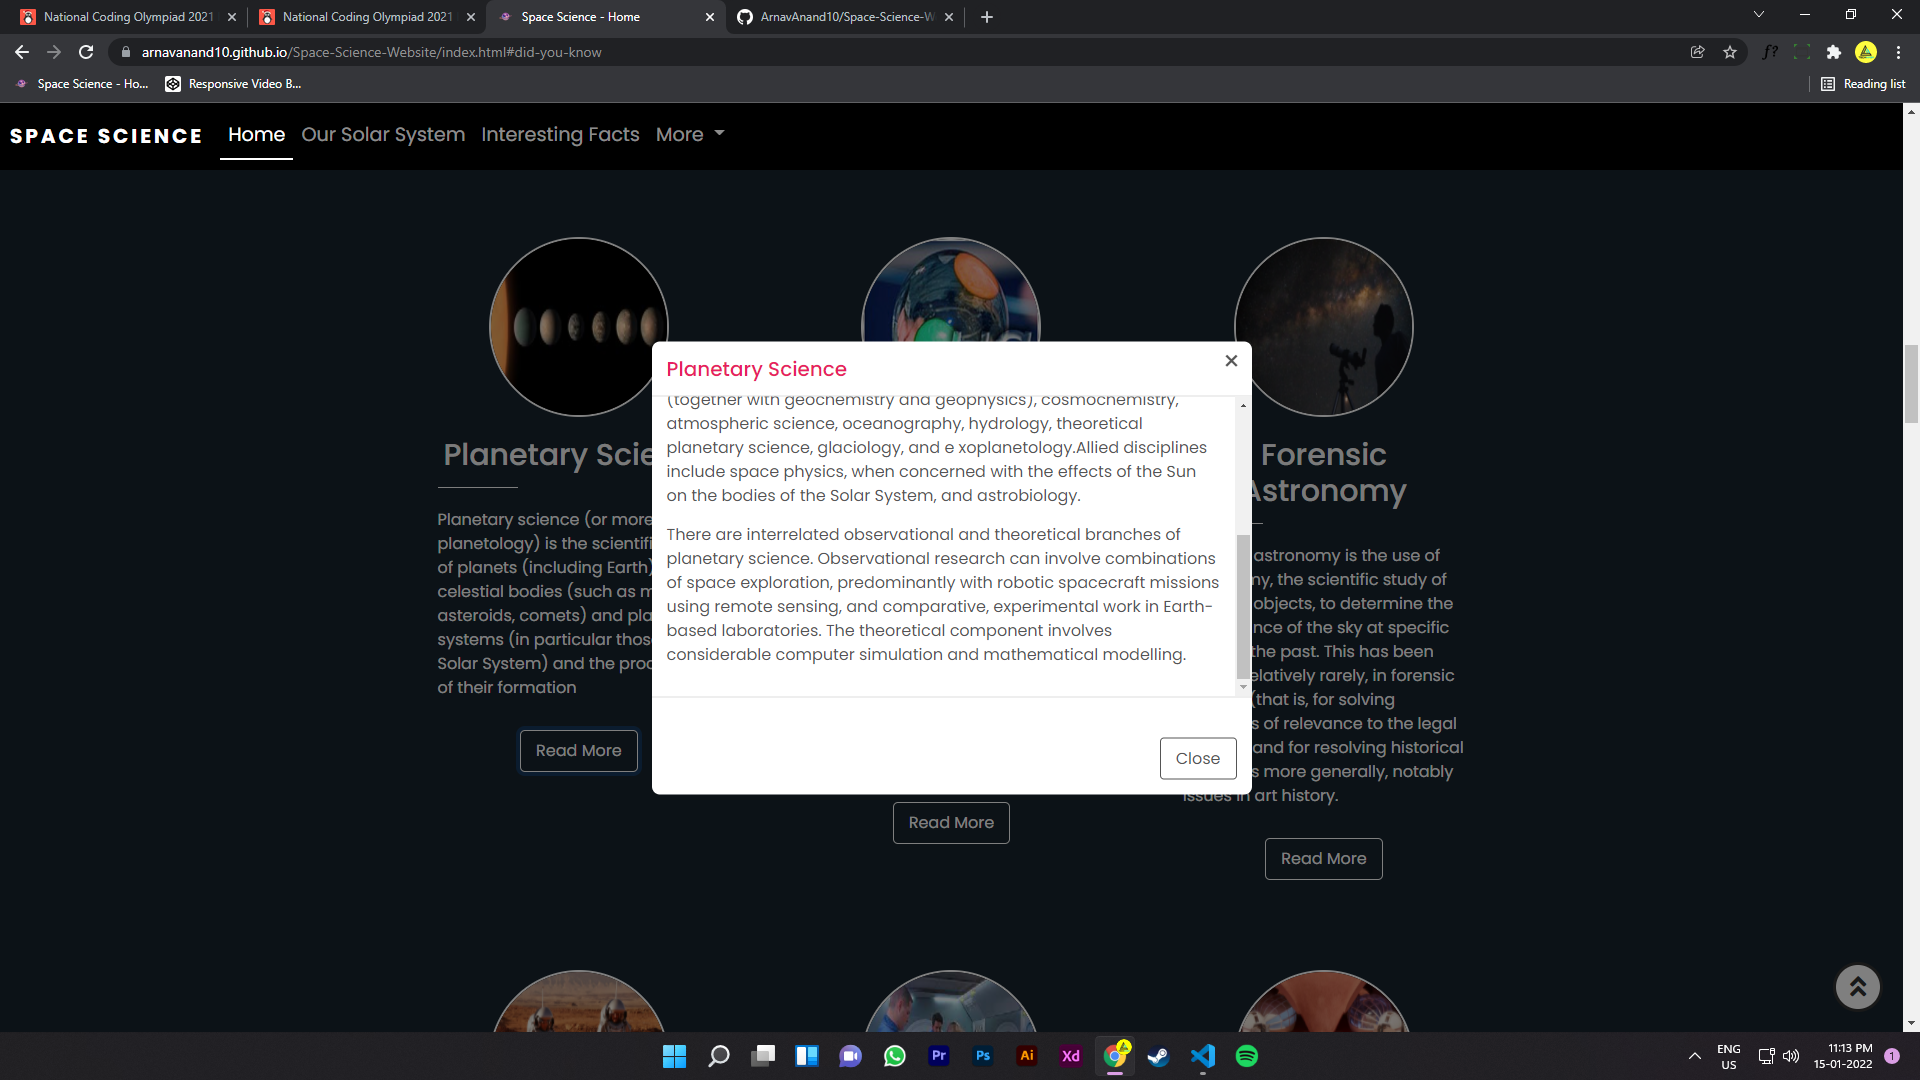 National Coding Olympiad 2021
National Coding Olympiad 2021
Space Science - Home
ArnavAnand10/Space-Science-W
arnavanand10.github.io/Space-Science-Website/index.html#did-you-know
f?
Space Science - Ho...
Responsive Video B...
Reading list
SPACE SCIENCE
Home
Our Solar System
Interesting Facts
More
Planetary Scie
Planetary science (or more
planetology) is the scientifi
of planets (including Earth)
celestial bodies (such as m
asteroids, comets) and pla
systems (in particular thos
Solar System) and the proc
of their formation
Read More
Planetary Science
(together with geochemistry and geophysics), cosmochemistry,
atmospheric science, oceanography, hydrology, theoretical
planetary science, glaciology, and e xoplanetology.Allied disciplines
include space physics, when concerned with the effects of the Sun
on the bodies of the Solar System, and astrobiology.
There are interrelated observational and theoretical branches of
planetary science. Observational research can involve combinations
of space exploration, predominantly with robotic spacecraft missions
using remote sensing, and comparative, experimental work in Earth-
based laboratories. The theoretical component involves
considerable computer simulation and mathematical modelling.
Close
Read More
Forensic
Astronomy
astronomy is the use of
my, the scientific study of
objects, to determine the
nce of the sky at specific
the past. This has been
elatively rarely, in forensic
(that is, for solving
s of relevance to the legal
and for resolving historical
s more generally, notably
issues in art history.
Read More
Pr
Ps
Ai
Xd
ENG
US
11:13 PM
15-01-2022
1